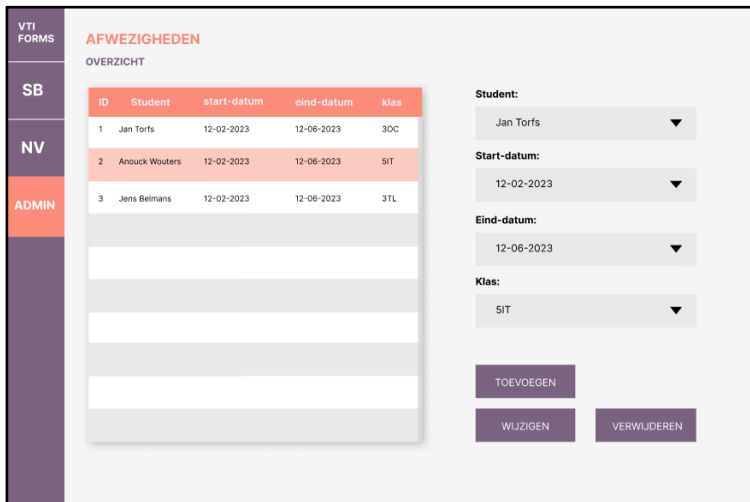 VTI
FORMS
SB
NV
ADMIN
AFWEZIGHEDEN
OVERZICHT
ID Student start-datum eind-datum klas
1 Jan Torfs 12-02-2023 12-06-2023 3OC
2 Anouck Wouters 12-02-2023 12-06-2023 5IT
3 Jens Belmans 12-02-2023 12-06-2023 3TL
Student:
Jan Torfs
Start-datum:
12-02-2023
Eind-datum:
12-06-2023
Klas:
5IT
TOEVOEGEN
WIJZIGEN VERWIJDEREN